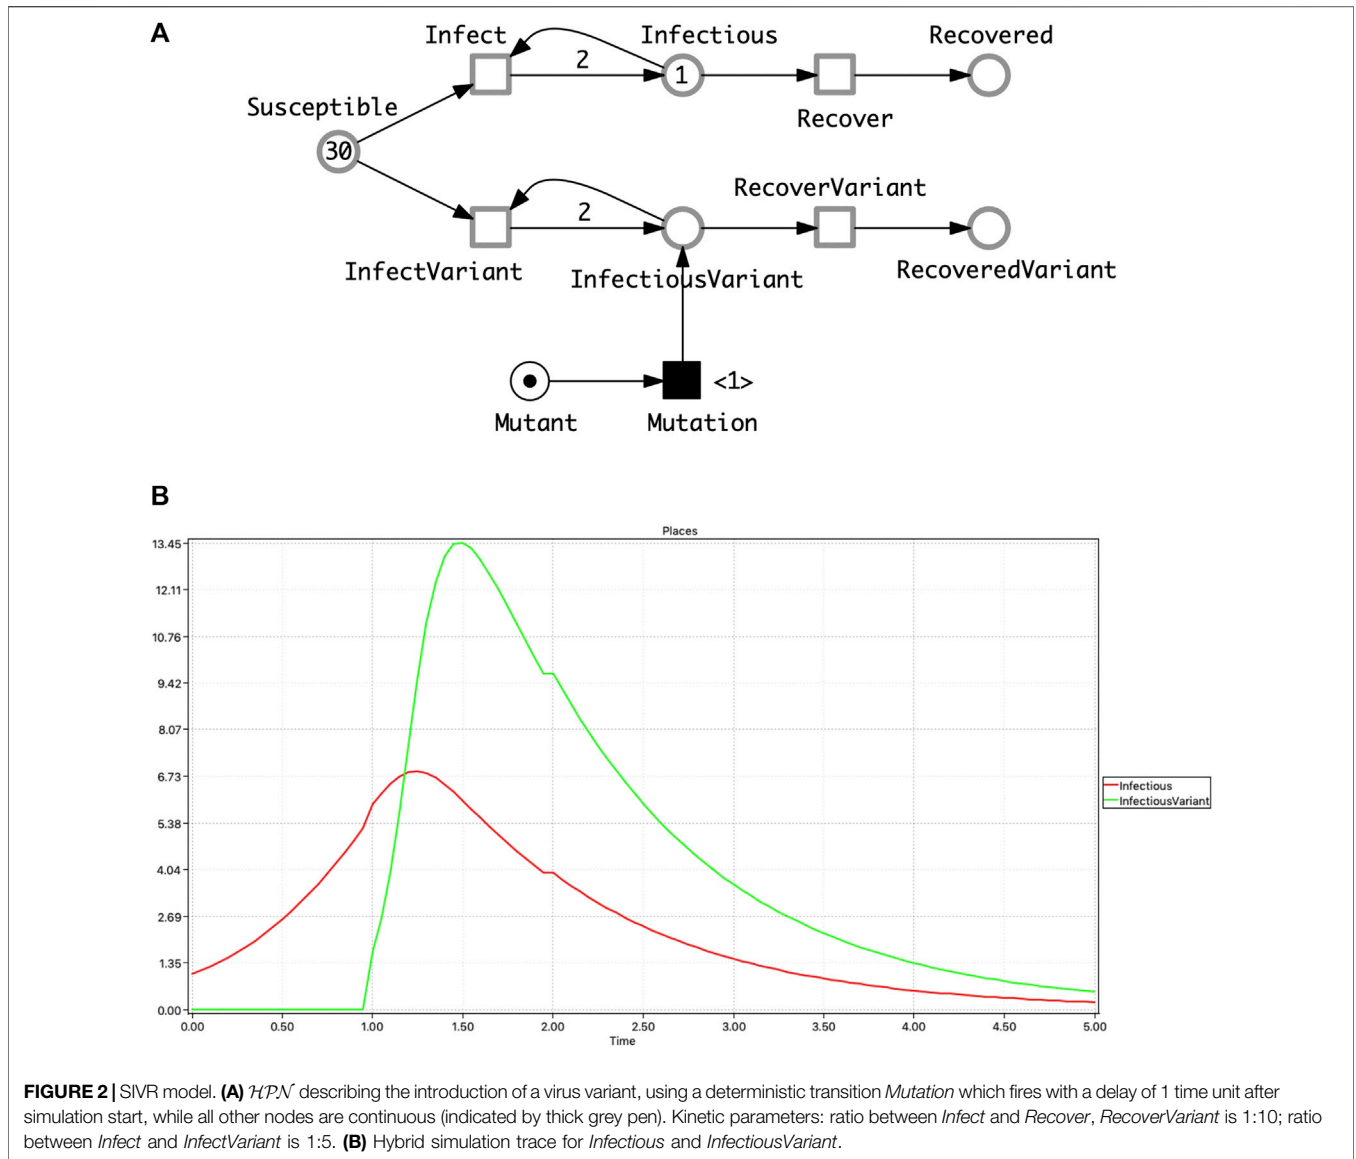 A
Infect
Infectious
Recovered
2
1
Susceptible
Recover
30
RecoverVariant
2
InfectVariant
InfectiousVariant
RecoveredVariant
<1>
Mutant
Mutation
B
Places
13.45
12.11
10.76
9.42
8.07
6.73
5.38
4.04
2.69
1.35
0.00
Infectious
InfectiousVariant
0.00 0.50 1.00 1.50 2.00 2.50 3.00 3.50 4.00 4.50 5.00
Time
FIGURE 2 | SIVR model. (A) HPN describing the introduction of a virus variant, using a deterministic transition Mutation which fires with a delay of 1 time unit after
simulation start, while all other nodes are continuous (indicated by thick grey pen). Kinetic parameters: ratio between Infect and Recover, RecoverVariant is 1:10; ratio
between Infect and InfectVariant is 1:5. (B) Hybrid simulation trace for Infectious and InfectiousVariant.